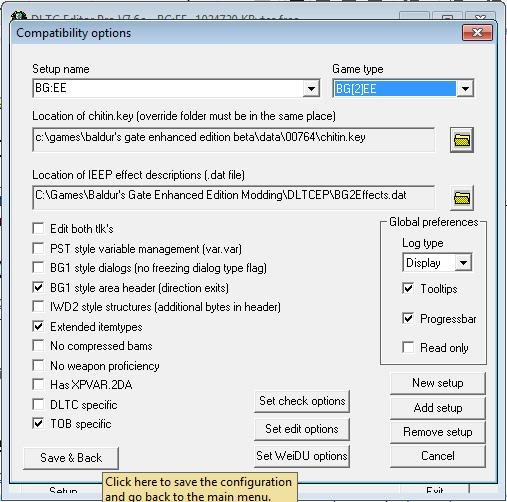 DLTC Editor Pro V7.6
BG:EE
Compatibility options
Setup name
Game type
BG:EE
BG[2]EE
Location of chitin.key (override folder must be in the same place)
c:\games\baldur's gate enhanced edition beta\data\00764\chitin.key
Location of IEEP effect descriptions (.dat file)
C:\Games\Baldur's Gate Enhanced Edition Modding\DLTCEP\BG2Effects.dat
Edit both tlk's
PST style variable management (var.var)
BG1 style dialogs (no freezing dialog type flag)
BG1 style area header (direction exits)
IWD2 style structures (additional bytes in header)
Extended itemtypes
No compressed bams
No weapon proficiency
Has XPVAR.2DA
DLTC specific
TOB specific
Global preferences
Log type
Display
Tooltips
Progressbar
Read only
Set check options
Set edit options
Set WeiDU options
New setup
Add setup
Remove setup
Cancel
Save & Back
Click here to save the configuration
and go back to the main menu.
Setup
Exit